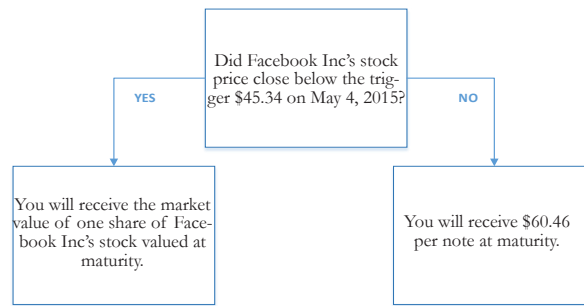 Did Facebook Inc's stock
price close below the trig-
ger $45.34 on May 4, 2015?
YES
NO
You will receive the market
value of one share of Face-
book Inc's stock valued at
maturity.
You will receive $60.46
per note at maturity.